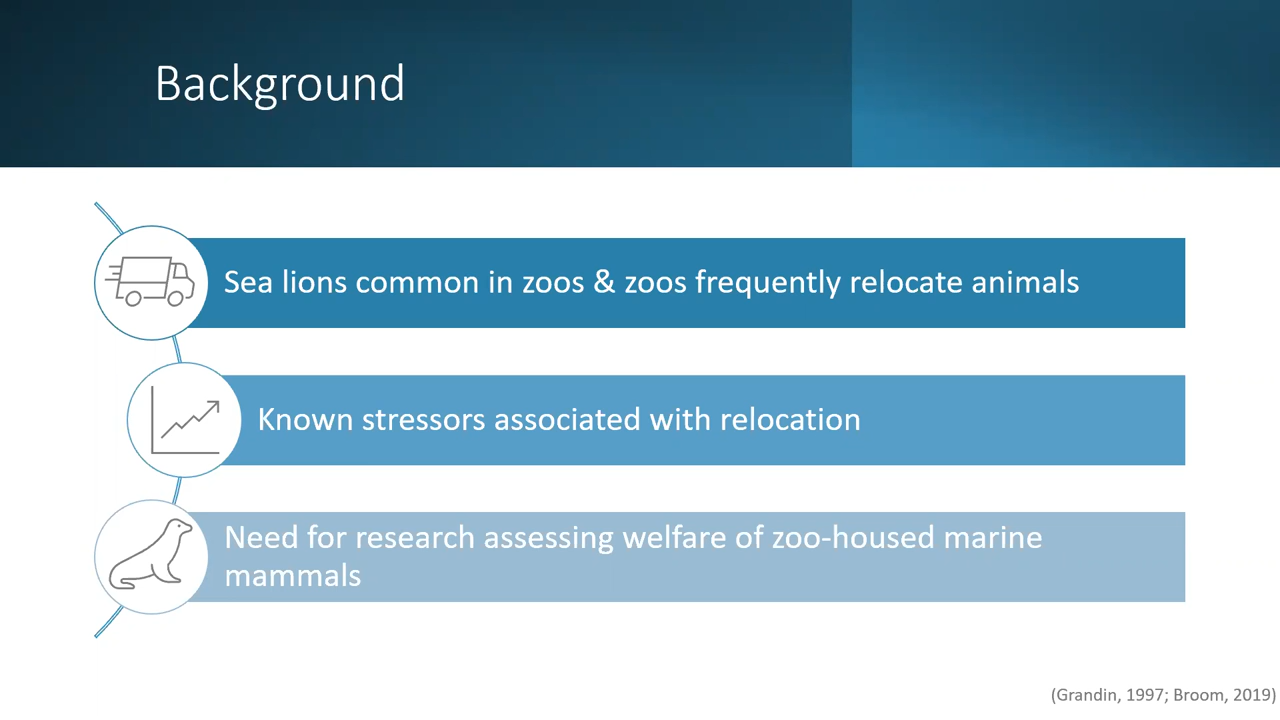 Background
Sea lions common in zoos & zoos frequently relocate animals
Known stressors associated with relocation
Need for research assessing welfare of zoo-housed marine
mammals
(Grandin, 1997; Broom, 2019)